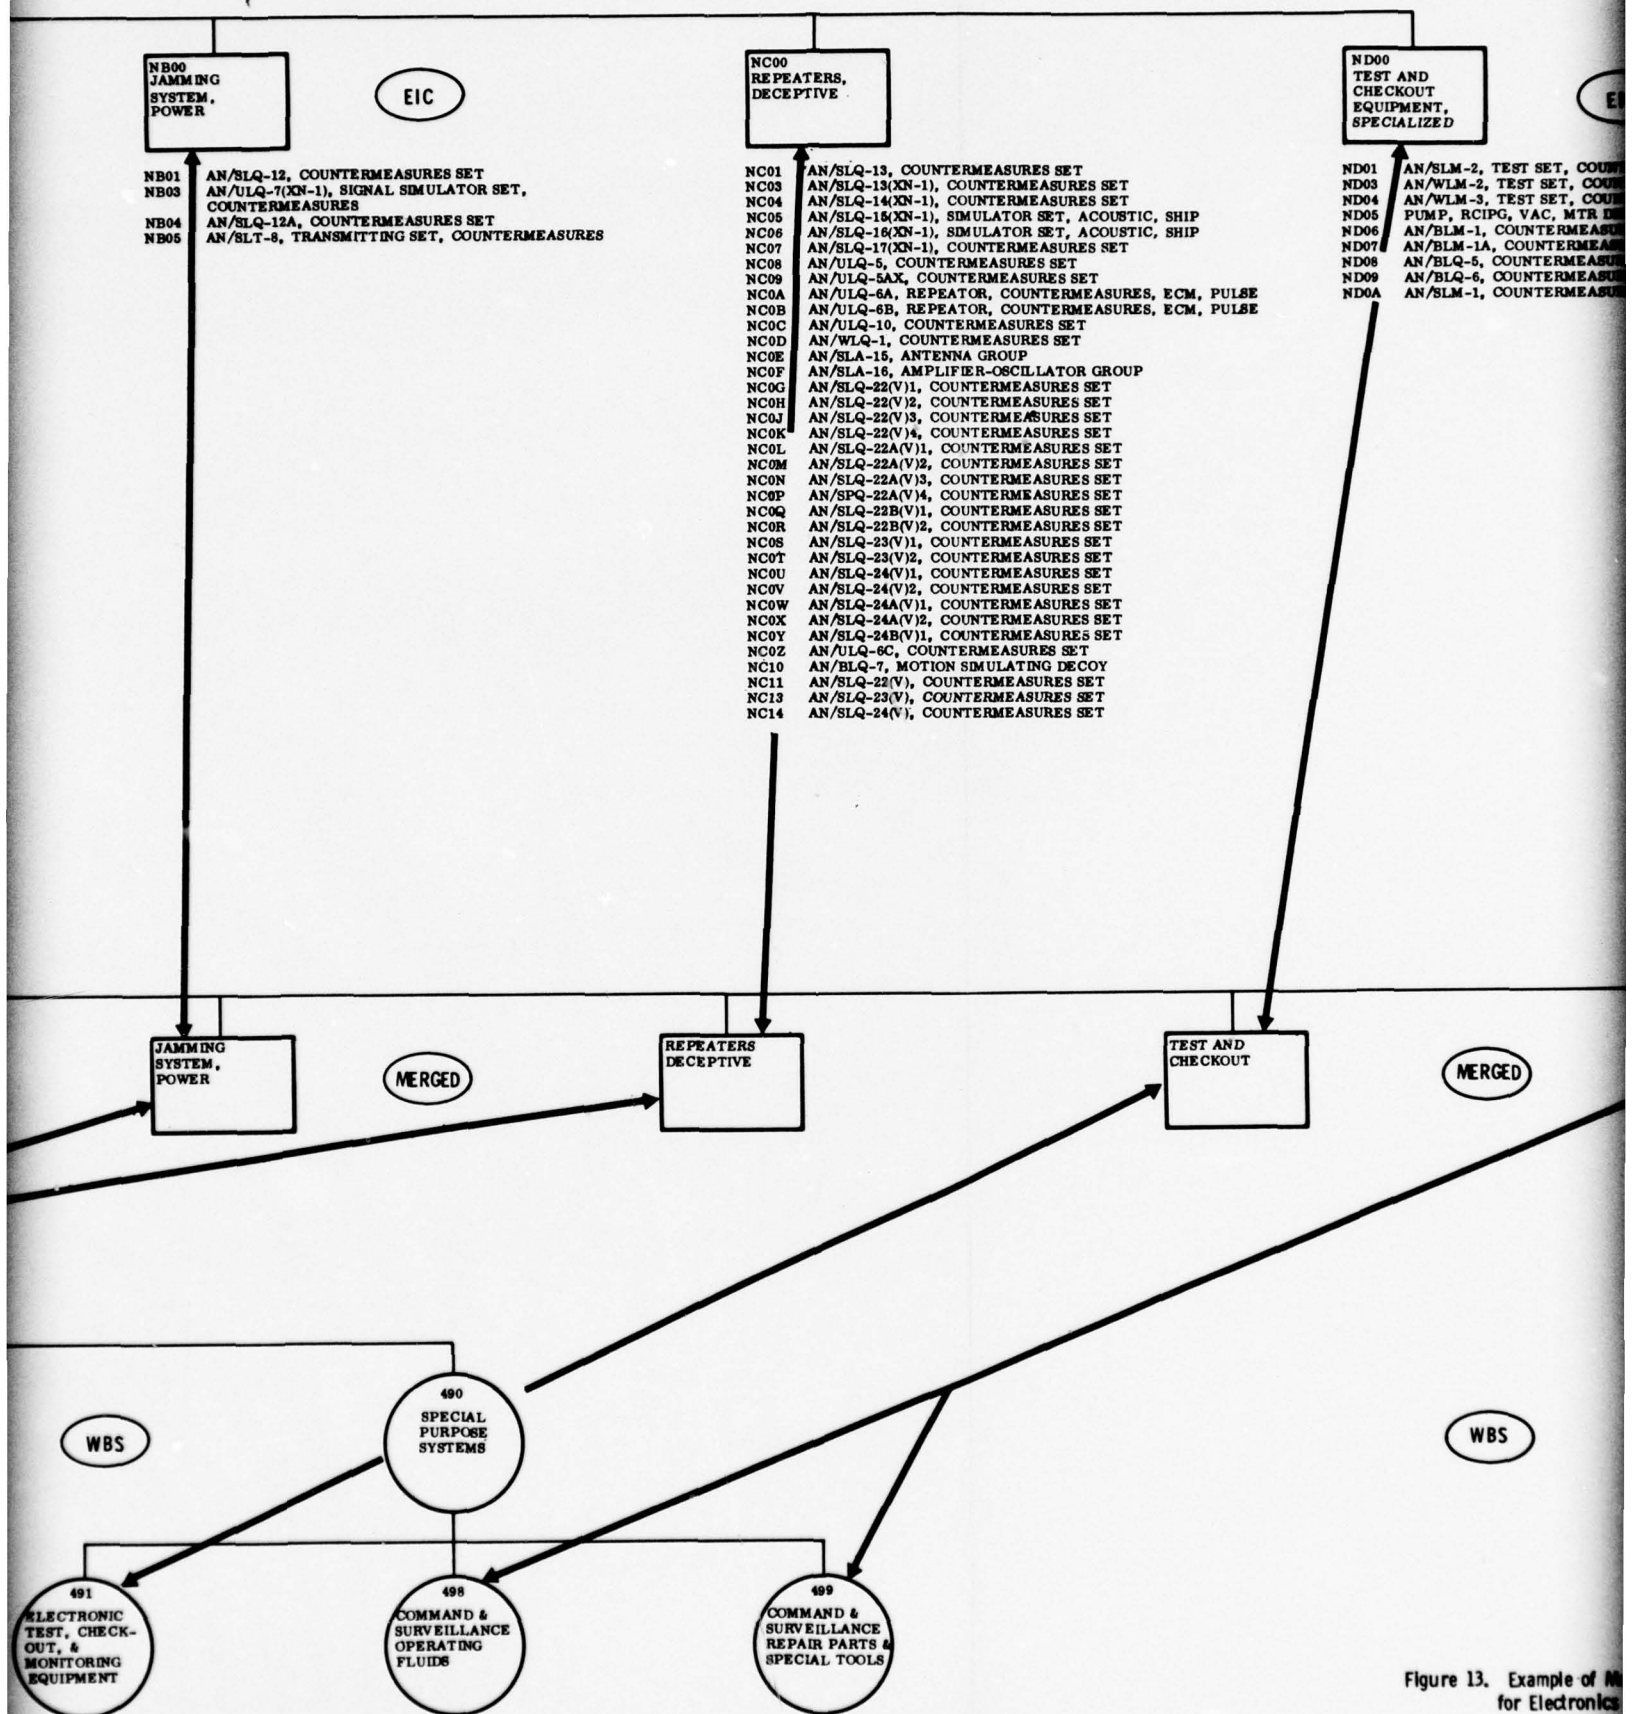 NB00
JAMMING
SYSTEM,
POWER
EIC
NC00
REPEATERS,
DECEPTIVE
ND00
TEST AND
CHECKOUT
EQUIPMENT,
SPECIALIZED
NB01 AN/SLQ-12, COUNTERMEASURES SET
NB03 AN/ULQ-7(XN-1), SIGNAL SIMULATOR SET,
COUNTERMEASURES
NB04 AN/SLQ-12A, COUNTERMEASURES SET
NB05 AN/SLT-8, TRANSMITTING SET, COUNTERMEASURES
NC01 AN/SLQ-13, COUNTERMEASURES SET
NC03 AN/SLQ-13(XN-1), COUNTERMEASURES SET
NC04 AN/SLQ-14(XN-1), COUNTERMEASURES SET
NC05 AN/SLQ-15(XN-1), SIMULATOR SET, ACOUSTIC, SHIP
NC06 AN/SLQ-16(XN-1), SIMULATOR SET, ACOUSTIC, SHIP
NC07 AN/SLQ-17(XN-1), COUNTERMEASURES SET
NC08 AN/ULQ-5, COUNTERMEASURES SET
NC09 AN/ULQ-5AX, COUNTERMEASURES SET
NC0A AN/ULQ-6A, REPEATOR, COUNTERMEASURES, ECM, PULSE
NC0B AN/ULQ-6B, REPEATOR, COUNTERMEASURES, ECM, PULSE
NC0C AN/ULQ-10, COUNTERMEASURES SET
NC0D AN/WLQ-1, COUNTERMEASURES SET
NC0E AN/SLA-15, ANTENNA GROUP
NC0F AN/SLA-16, AMPLIFIER-OSCILLATOR GROUP
NC0G AN/SLQ-22(V)1, COUNTERMEASURES SET
NC0H AN/SLQ-22(V)2, COUNTERMEASURES SET
NC0J AN/SLQ-22(V)3, COUNTERMEASURES SET
NC0K AN/SLQ-22(V)4, COUNTERMEASURES SET
NC0L AN/SLQ-22A(V)1, COUNTERMEASURES SET
NC0M AN/SLQ-22A(V)2, COUNTERMEASURES SET
NC0N AN/SLQ-22A(V)3, COUNTERMEASURES SET
NC0P AN/SPQ-22A(V)4, COUNTERMEASURES SET
NC0Q AN/SLQ-22B(V)1, COUNTERMEASURES SET
NC0R AN/SLQ-22B(V)2, COUNTERMEASURES SET
NC0S AN/SLQ-23(V)1, COUNTERMEASURES SET
NC0T AN/SLQ-23(V)2, COUNTERMEASURES SET
NC0U AN/SLQ-24(V)1, COUNTERMEASURES SET
NC0V AN/SLQ-24(V)2, COUNTERMEASURES SET
NC0W AN/SLQ-24A(V)1, COUNTERMEASURES SET
NC0X AN/SLQ-24A(V)2, COUNTERMEASURES SET
NC0Y AN/SLQ-24B(V)1, COUNTERMEASURES SET
NC0Z AN/ULQ-6C, COUNTERMEASURES SET
NC10 AN/BLQ-7, MOTION SIMULATING DECOY
NC11 AN/SLQ-22(V), COUNTERMEASURES SET
NC13 AN/SLQ-23(V), COUNTERMEASURES SET
NC14 AN/SLQ-24(V), COUNTERMEASURES SET
ND01 AN/SLM-2, TEST SET,
ND03 AN/WLM-2, TEST SET,
ND04 AN/WLM-3, TEST SET,
ND05 PUMP, RCIPG, VAC, MTR
ND06 AN/BLM-1,
ND07 AN/BLM-1A,
ND08 AN/BLQ-5,
ND09 AN/BLQ-6,
ND0A AN/SLM-1,
JAMMING
SYSTEM,
POWER
MERGED
REPEATERS
DECEPTIVE
TEST AND
CHECKOUT
MERGED
WBS
490
SPECIAL
PURPOSE
SYSTEMS
WBS
491
ELECTRONIC
TEST, CHECK-
OUT, &
MONITORING
EQUIPMENT
498
COMMAND &
SURVEILLANCE
OPERATING
FLUIDS
499
COMMAND &
SURVEILLANCE
REPAIR PARTS &
SPECIAL TOOLS
Figure 13. Example of
for Electronics